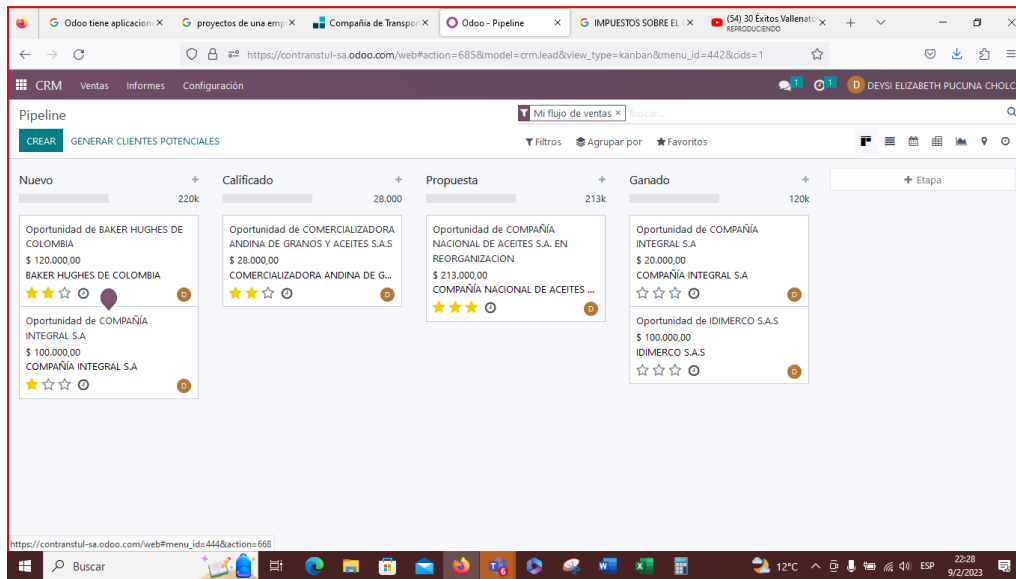 Odoo tiene aplicacion
proyectos de una emp
Compañia de Transpor
Odoo - Pipeline
IMPUESTOS SOBRE EL
(54) 30 Éxitos Vallenato
REPRODUCIENDO
https://contranstul-sa.odoo.com/web#action=685&model=crm.lead&view_type=kanban&menu_id=442&cids=1
CRM Ventas Informes Configuración
1 1 D DEYSI ELIZABETH PUCUNA CHOLC
Pipeline
Mi flujo de ventas × Buscar...
CREAR GENERAR CLIENTES POTENCIALES
Filtros Agrupar por Favoritos
Nuevo +
220k
Oportunidad de BAKER HUGHES DE
COLOMBIA
$ 120.000,00
BAKER HUGHES DE COLOMBIA
D
Oportunidad de COMPAÑÍA
INTEGRAL S.A
$ 100.000,00
COMPAÑÍA INTEGRAL S.A
D
Calificado +
28.000
Oportunidad de COMERCIALIZADORA
ANDINA DE GRANOS Y ACEITES S.A.S
$ 28.000,00
COMERCIALIZADORA ANDINA DE G...
D
Propuesta +
213k
Oportunidad de COMPAÑÍA
NACIONAL DE ACEITES S.A. EN
REORGANIZACION
$ 213.000,00
COMPAÑÍA NACIONAL DE ACEITES ...
D
Ganado +
120k
Oportunidad de COMPAÑÍA
INTEGRAL S.A
$ 20.000,00
COMPAÑÍA INTEGRAL S.A
D
Oportunidad de IDIMERCO S.A.S
$ 100.000,00
IDIMERCO S.A.S
D
+ Etapa
https://contranstul-sa.odoo.com/web#menu_id=444&action=668
Buscar
12°C ESP
22:28
9/2/2023